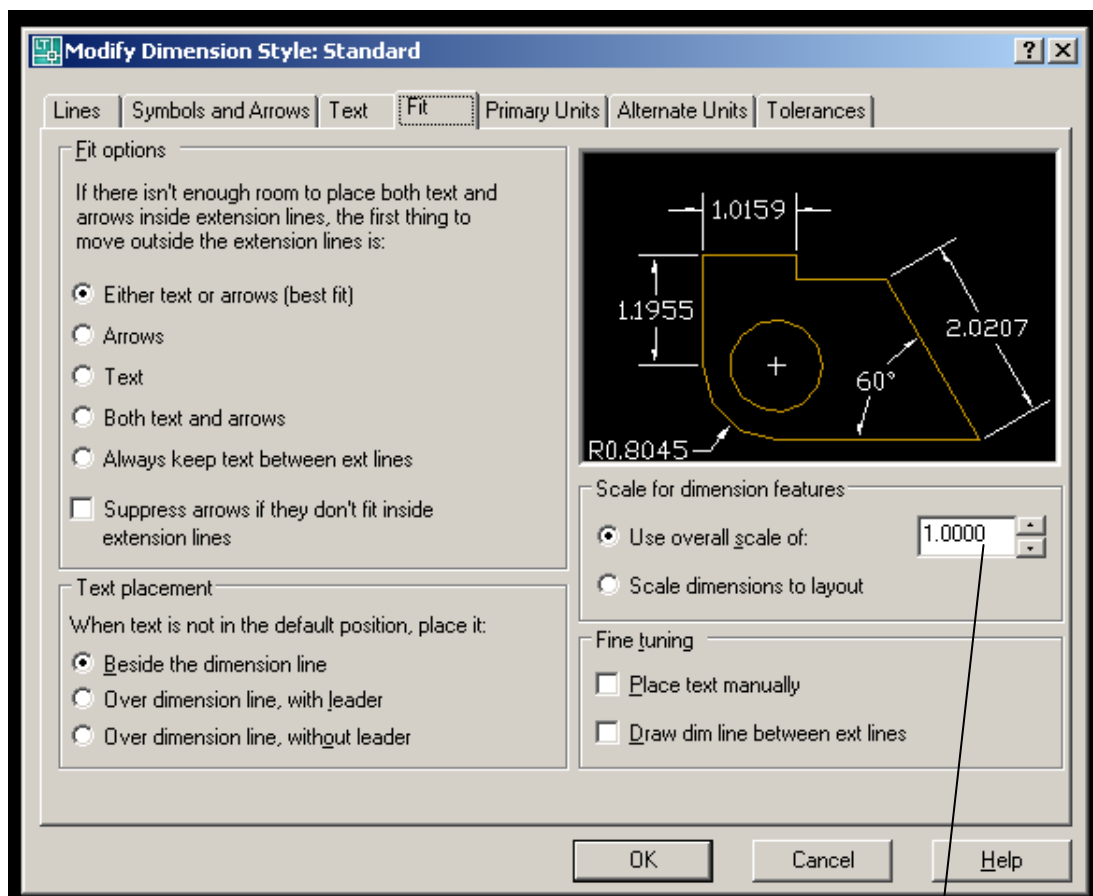 LT
Modify Dimension Style: Standard
?
Lines Symbols and Arrows Text Fit Primary Units Alternate Units Tolerances
Fit options
If there isn't enough room to place both text and
arrows inside extension lines, the first thing to
move outside the extension lines is:
Either text or arrows (best fit)
Arrows
Text
Both text and arrows
Always keep text between ext lines
Suppress arrows if they don't fit inside
extension lines
Text placement
When text is not in the default position, place it:
Beside the dimension line
Over dimension line, with leader
Over dimension line, without leader
1.0159
1.1955
2.0207
60°
R0.8045
Scale for dimension features
Use overall scale of: 1.0000
Scale dimensions to layout
Fine tuning
Place text manually
Draw dim line between ext lines
OK Cancel Help